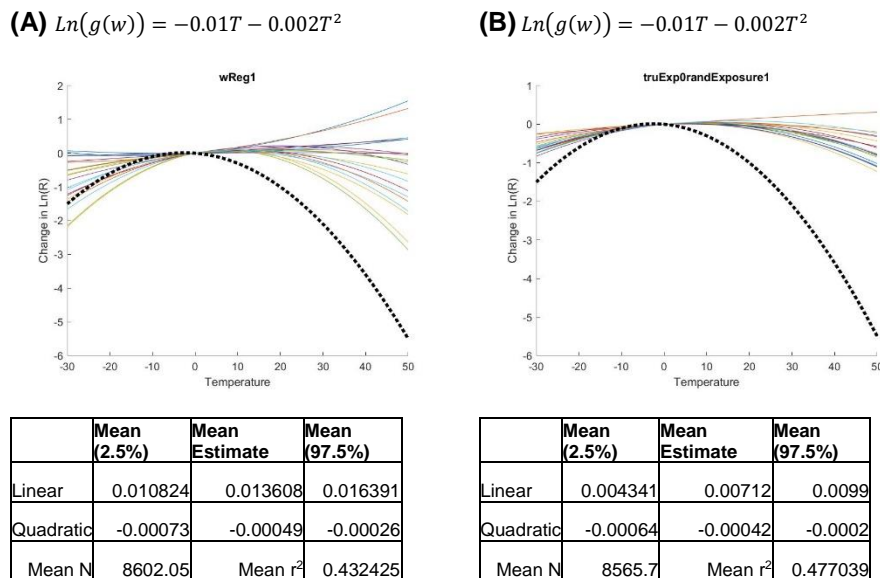 (A) Ln(g(w)) = −0.01T − 0.002T²
wReg1
2
1
0
-1
-2
-3
-4
-5
-6
Change in Ln(R)
-30 -20 -10 0 10 20 30 40 50
Temperature
Mean (2.5%) Mean Estimate Mean (97.5%)
Linear 0.010824 0.013608 0.016391
Quadratic -0.00073 -0.00049 -0.00026
Mean N 8602.05 Mean r² 0.432425
(B) Ln(g(w)) = −0.01T − 0.002T²
truExp0randExposure1
1
0
-1
-2
-3
-4
-5
-6
Change in Ln(R)
-30 -20 -10 0 10 20 30 40 50
Temperature
Mean (2.5%) Mean Estimate Mean (97.5%)
Linear 0.004341 0.00712 0.0099
Quadratic -0.00064 -0.00042 -0.0002
Mean N 8565.7 Mean r² 0.477039